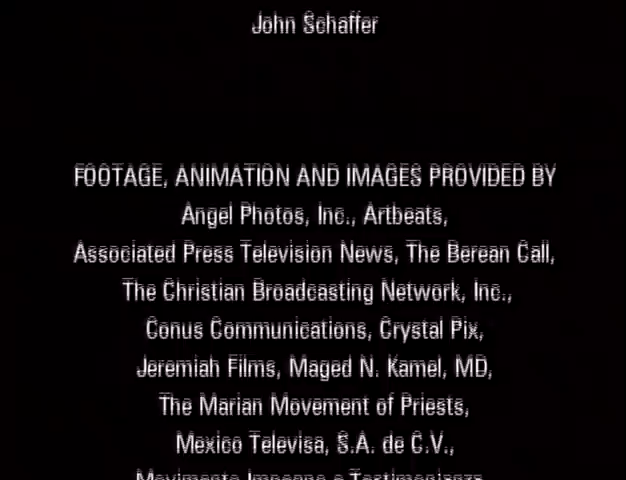 John Schaffer
FOOTAGE, ANIMATION AND IMAGES PROVIDED BY
Angel Photos, Inc., Artbeats,
Associated Press Television News, The Berean Call,
The Christian Broadcasting Network, Inc.,
Conus Communications, Crystal Pix,
Jeremiah Films, Maged N. Kamel, MD,
The Marian Movement of Priests,
Mexico Televisa, S.A. de C.V.,